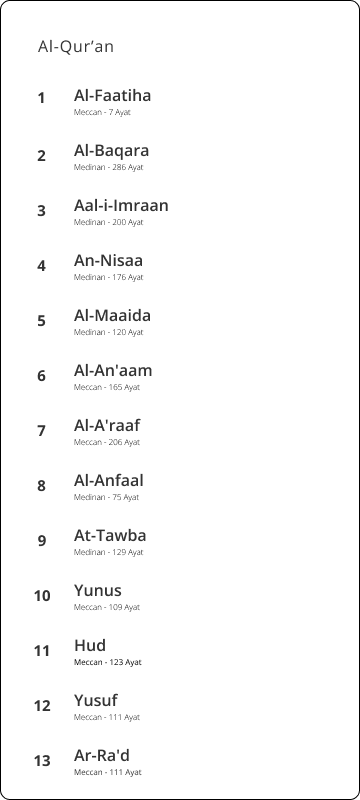 Al-Qur’an
1
Al-Faatiha
Meccan - 7 Ayat
2
Al-Baqara
Medinan - 286 Ayat
3
Aal-i-Imraan
Medinan - 200 Ayat
4
An-Nisaa
Medinan - 176 Ayat
5
Al-Maaida
Medinan - 120 Ayat
6
Al-An'aam
Meccan - 165 Ayat
7
Al-A'raaf
Meccan - 206 Ayat
8
Al-Anfaal
Medinan - 75 Ayat
9
At-Tawba
Medinan - 129 Ayat
10
Yunus
Meccan - 109 Ayat
11
Hud
Meccan - 123 Ayat
12
Yusuf
Meccan - 111 Ayat
13
Ar-Ra'd
Meccan - 111 Ayat